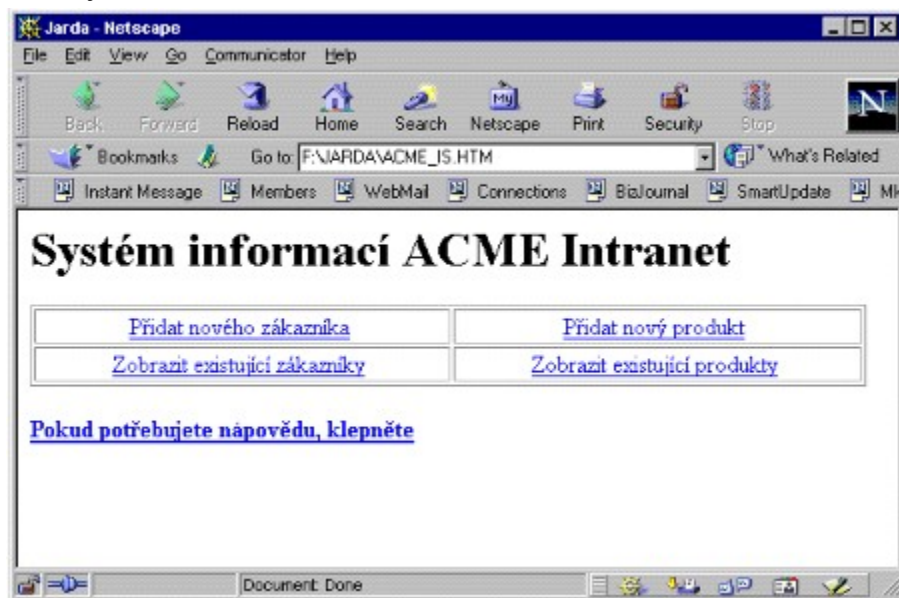 Jarda - Netscape
File Edit View Go Communicator Help
Back Forward Reload Home Search Netscape Print Security Stop
My
N
Bookmarks Go to: F:\JARDA\ACME_IS.HTM What's Related
Instant Message Members WebMail Connections BizJournal SmartUpdate
Systém informací ACME Intranet
Přidat nového zákazníka Přidat nový produkt
Zobrazit existující zákazníky Zobrazit existující produkty
Pokud potřebujete nápovědu, klepněte
Document: Done